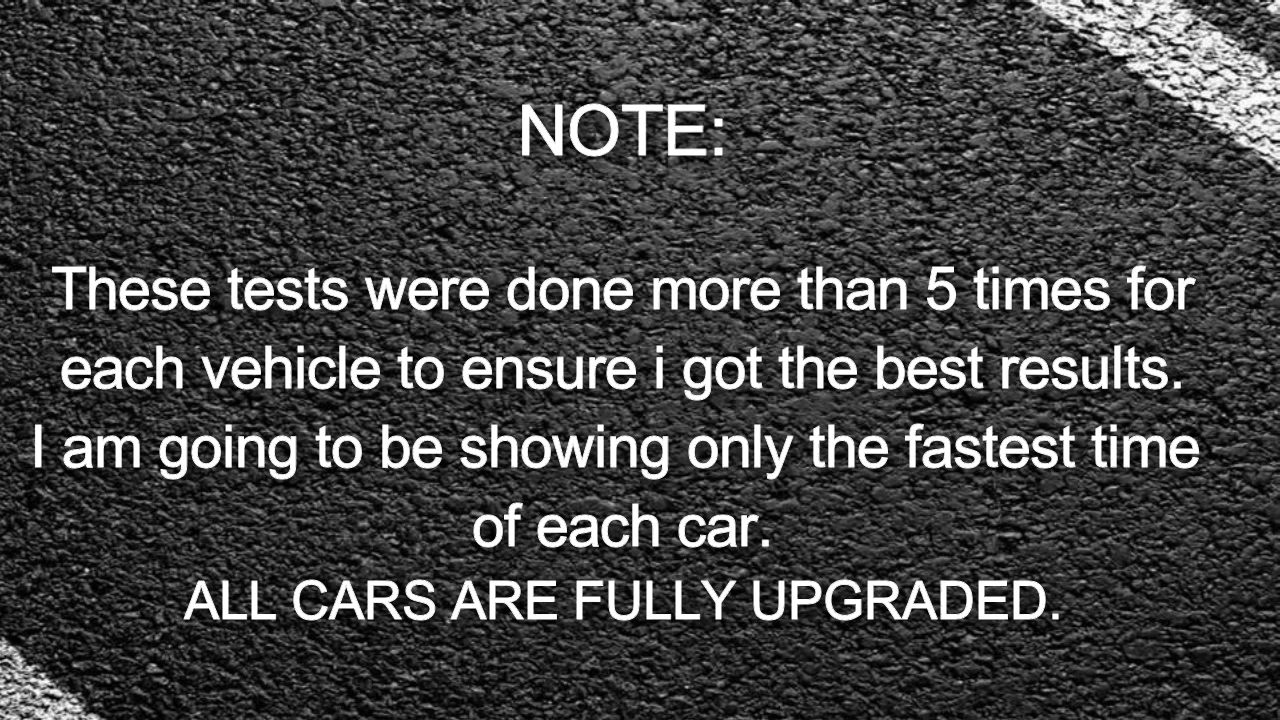 NOTE:
These tests were done more than 5 times for
each vehicle to ensure i got the best results.
I am going to be showing only the fastest time
of each car.
ALL CARS ARE FULLY UPGRADED.